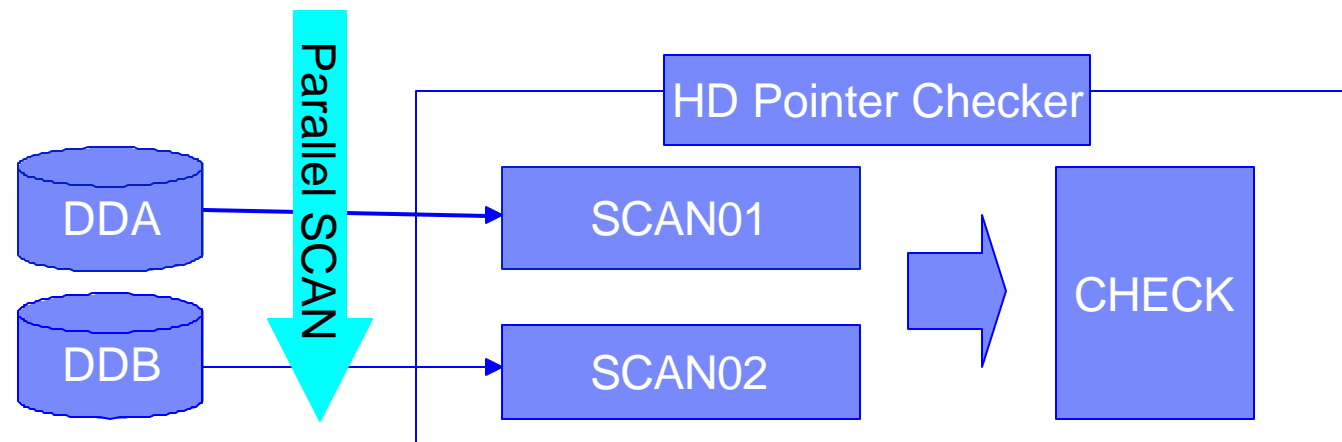 Parallel SCAN
HD Pointer Checker
DDA
SCAN01
CHECK
DDB
SCAN02